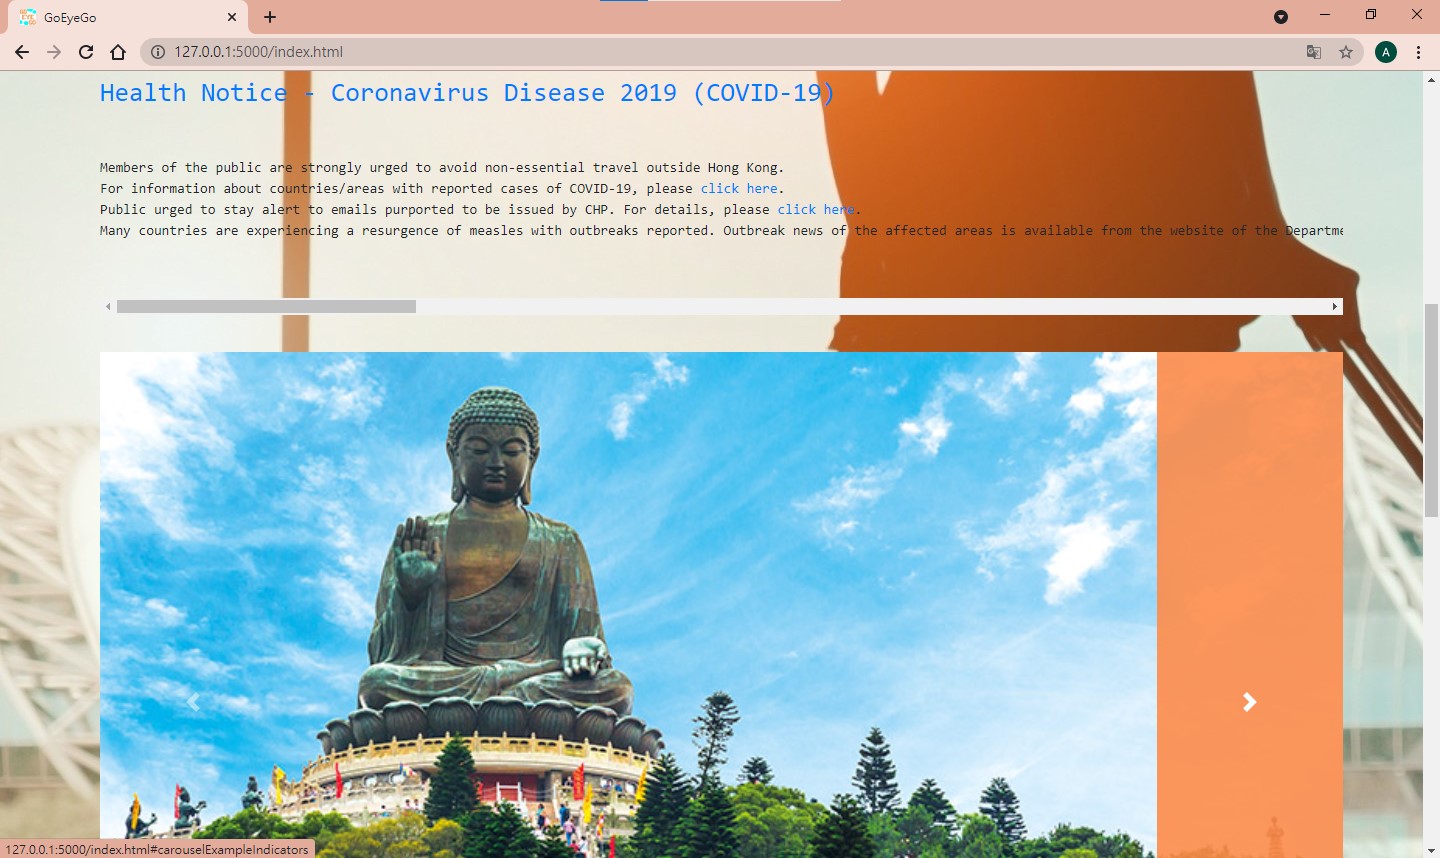 GoEyeGo
127.0.0.1:5000/index.html
A
Health Notice - Coronavirus Disease 2019 (COVID-19)
Members of the public are strongly urged to avoid non-essential travel outside Hong Kong.
For information about countries/areas with reported cases of COVID-19, please click here.
Public urged to stay alert to emails purported to be issued by CHP. For details, please click here.
Many countries are experiencing a resurgence of measles with outbreaks reported. Outbreak news of the affected areas is available from the website of the Departme
127.0.0.1:5000/index.html#carouselExampleIndicators